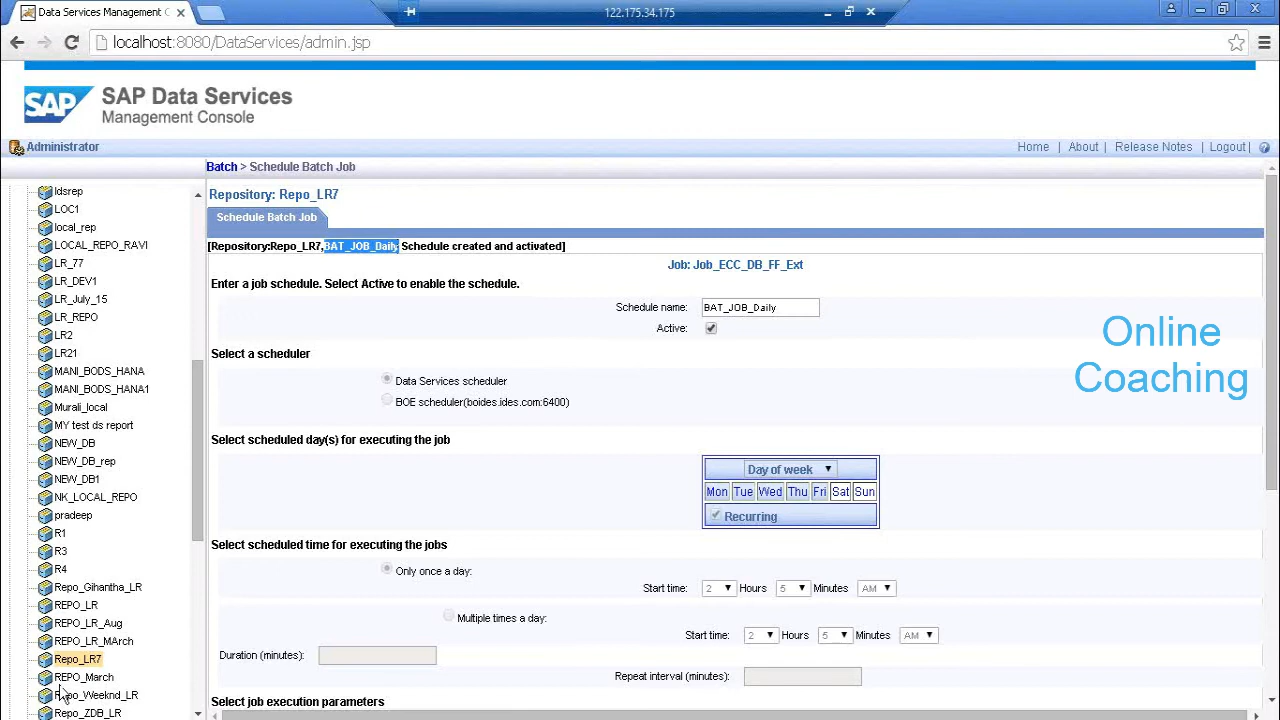 Data Services Management C
122.175.34.175
localhost:8080/DataServices/admin.jsp
SAP
SAP Data Services
Management Console
Administrator
Home | About | Release Notes | Logout |
Batch > Schedule Batch Job
ldsrep
LOC1
local_rep
LOCAL_REPO_RAVI
LR_77
LR_DEV1
LR_July_15
LR_REPO
LR2
LR21
MANI_BODS_HANA
MANI_BODS_HANA1
Murali_local
MY test ds report
NEW_DB
NEW_DB_rep
NEW_DB1
NK_LOCAL_REPO
pradeep
R1
R3
R4
Repo_Gihantha_LR
REPO_LR
REPO_LR_Aug
REPO_LR_MArch
Repo_LR7
REPO_March
Repo_Weeknd_LR
Repo_ZDB_LR
Repository: Repo_LR7
Schedule Batch Job
[Repository:Repo_LR7,BAT_JOB_Daily Schedule created and activated]
Job: Job_ECC_DB_FF_Ext
Enter a job schedule. Select Active to enable the schedule.
Schedule name: BAT_JOB_Daily
Active:
Select a scheduler
Data Services scheduler
BOE scheduler(boides.ides.com:6400)
Select scheduled day(s) for executing the job
Day of week
Mon Tue Wed Thu Fri Sat Sun
Recurring
Select scheduled time for executing the jobs
Only once a day:
Start time: 2 Hours 5 Minutes AM
Multiple times a day:
Start time: 2 Hours 5 Minutes AM
Duration (minutes):
Repeat interval (minutes):
Select job execution parameters
Online
Coaching